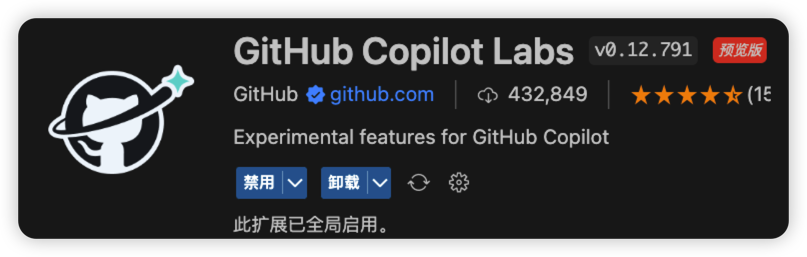 GitHub Copilot Labs v0.12.791 预览版
GitHub github.com 432,849 (15
Experimental features for GitHub Copilot
禁用 卸载
此扩展已全局启用。